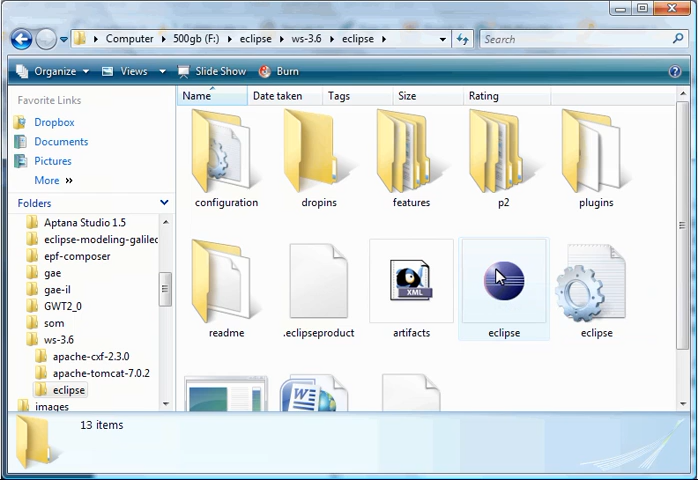 Computer ▸ 500gb (F:) ▸ eclipse ▸ ws-3.6 ▸ eclipse ▸
Search
Organize Views Slide Show Burn
Favorite Links
Dropbox
Documents
Pictures
More »
Folders
Aptana Studio 1.5
eclipse-modeling-galileo
epf-composer
gae
gae-il
GWT2_0
som
ws-3.6
apache-cxf-2.3.0
apache-tomcat-7.0.2
eclipse
images
Name Date taken Tags Size Rating
configuration dropins features p2 plugins
XML
readme .eclipseproduct artifacts eclipse eclipse
W
13 items